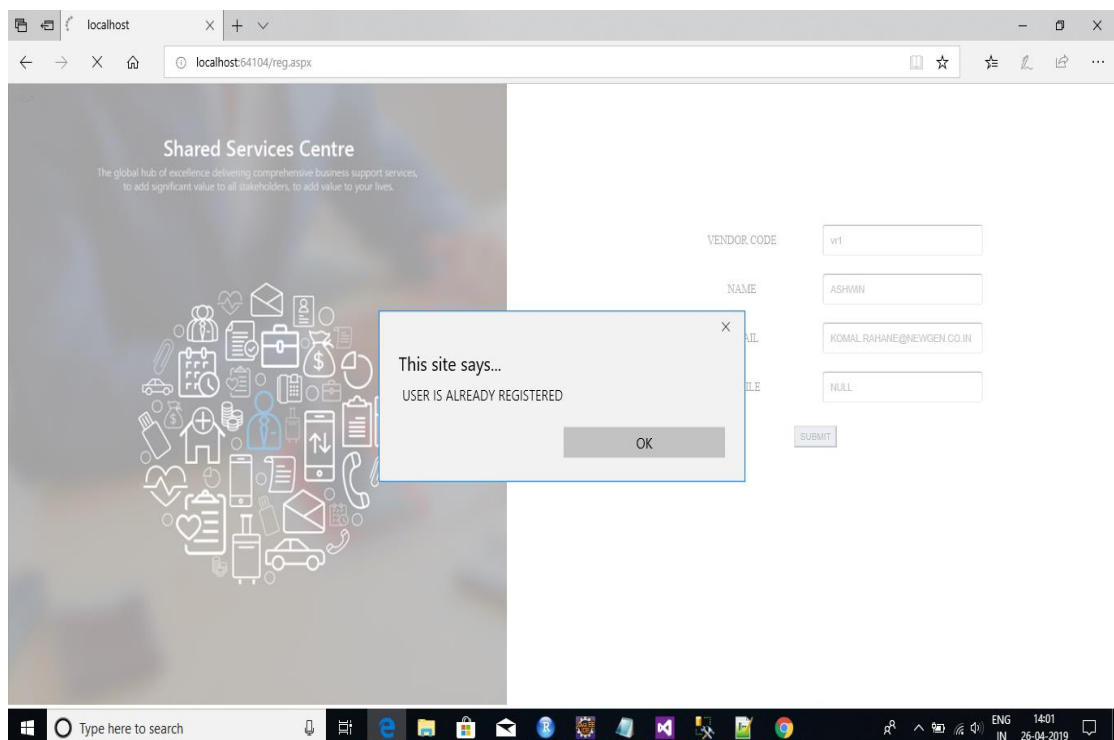 localhost
localhost:64104/reg.aspx
Shared Services Centre
The global hub of excellence delivering comprehensive business support services,
to add significant value to all stakeholders, to add value to your lives.
VENDOR CODE
vr1
NAME
ASHWIN
AIL
KOMAL.RAHANE@NEWGEN.CO.IN
ILE
NULL
SUBMIT
This site says...
USER IS ALREADY REGISTERED
OK
Type here to search
ENG
IN
14:01
26-04-2019